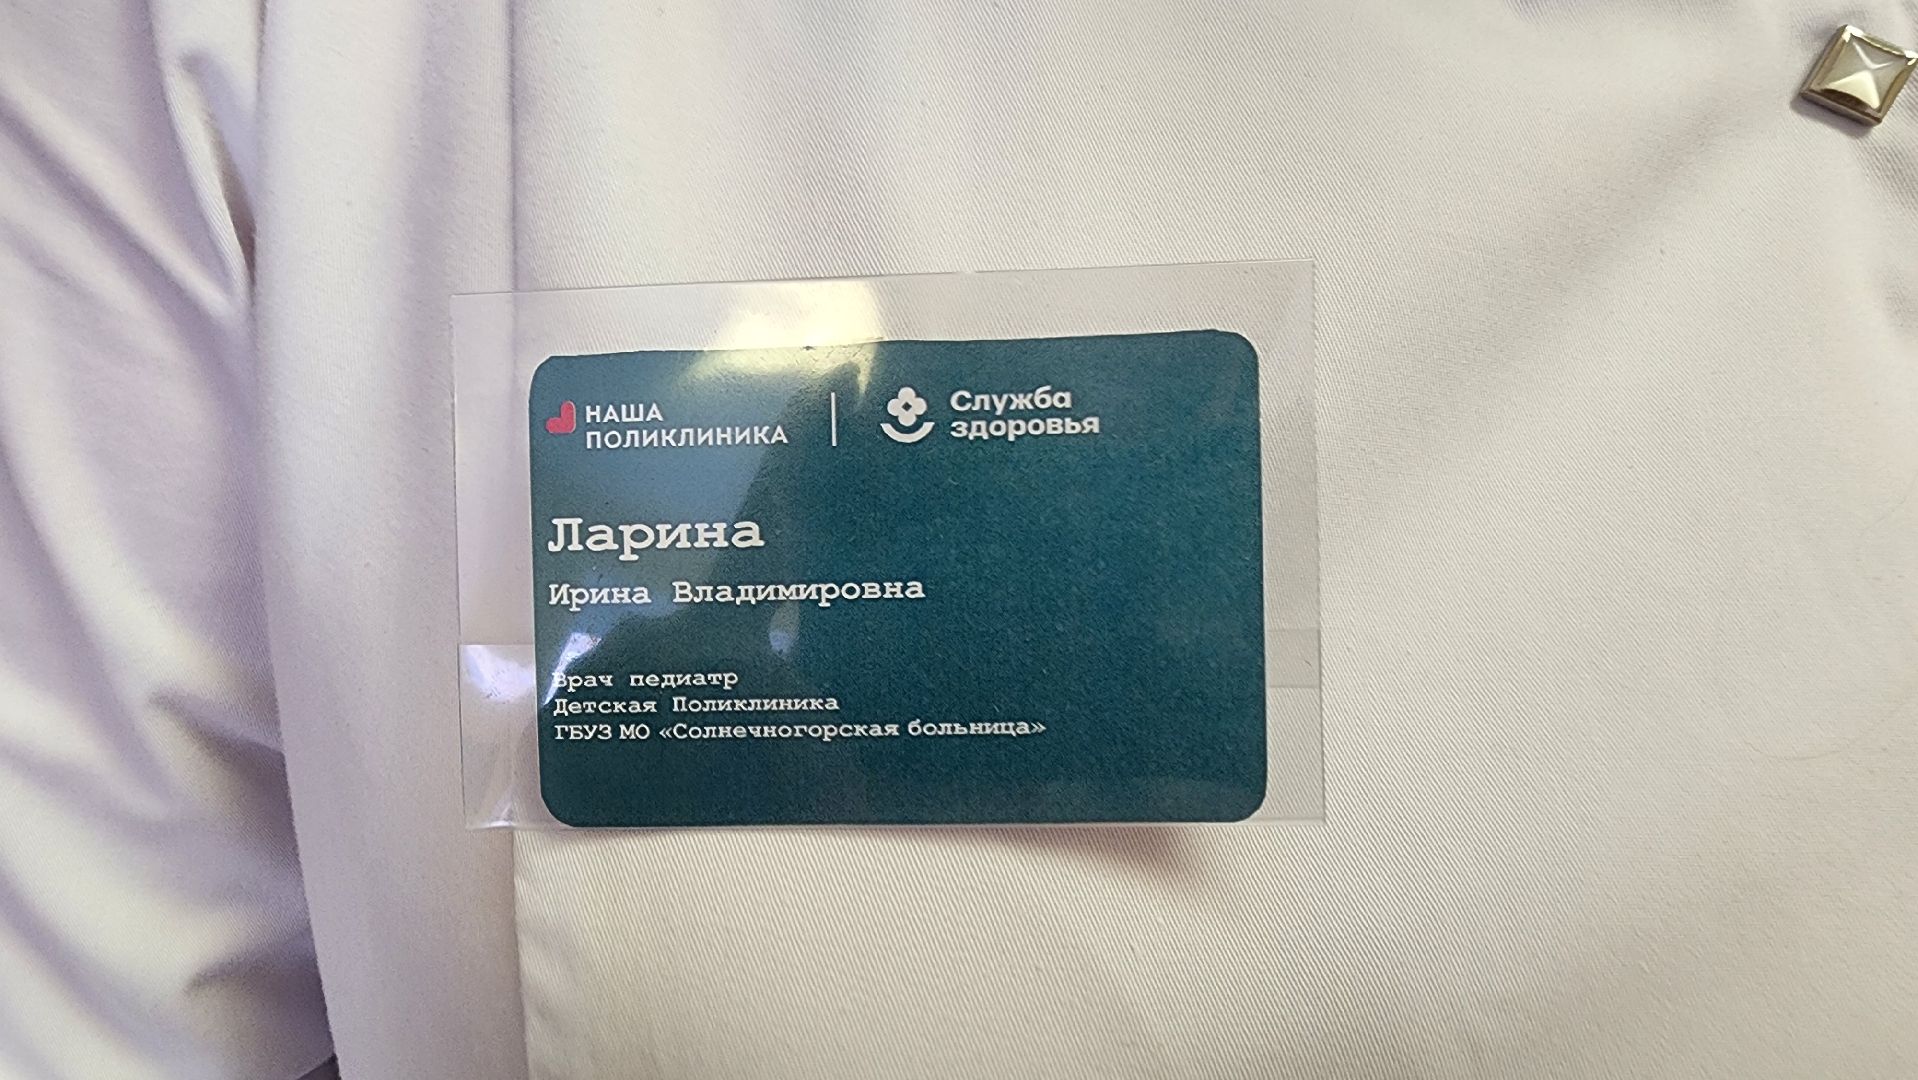 НАША
ПОЛИКЛИНИКА
Служба
здоровья
Ларина
Ирина Владимировна
Врач педиатр
Детская Поликлиника
ГБУЗ МО «Солнечногорская больница»